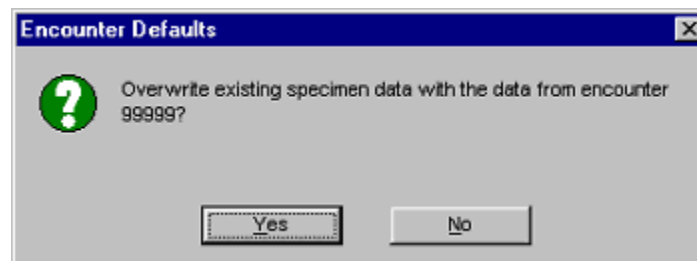 Encounter Defaults
Overwrite existing specimen data with the data from encounter
99999?
Yes
No